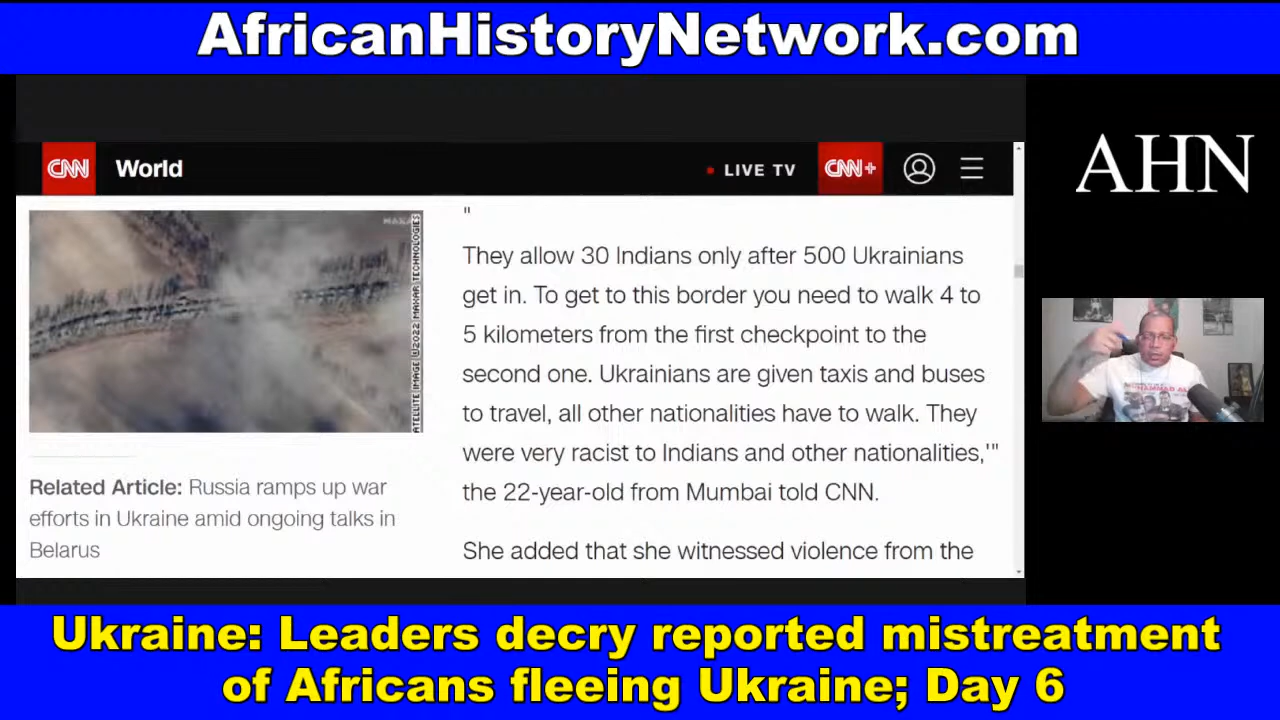 AfricanHistoryNetwork.com
CNN World LIVE TV CNN+
AHN
"
They allow 30 Indians only after 500 Ukrainians
get in. To get to this border you need to walk 4 to
5 kilometers from the first checkpoint to the
second one. Ukrainians are given taxis and buses
to travel, all other nationalities have to walk. They
were very racist to Indians and other nationalities,'"
the 22-year-old from Mumbai told CNN.
She added that she witnessed violence from the
Related Article: Russia ramps up war
efforts in Ukraine amid ongoing talks in
Belarus
Ukraine: Leaders decry reported mistreatment
of Africans fleeing Ukraine; Day 6